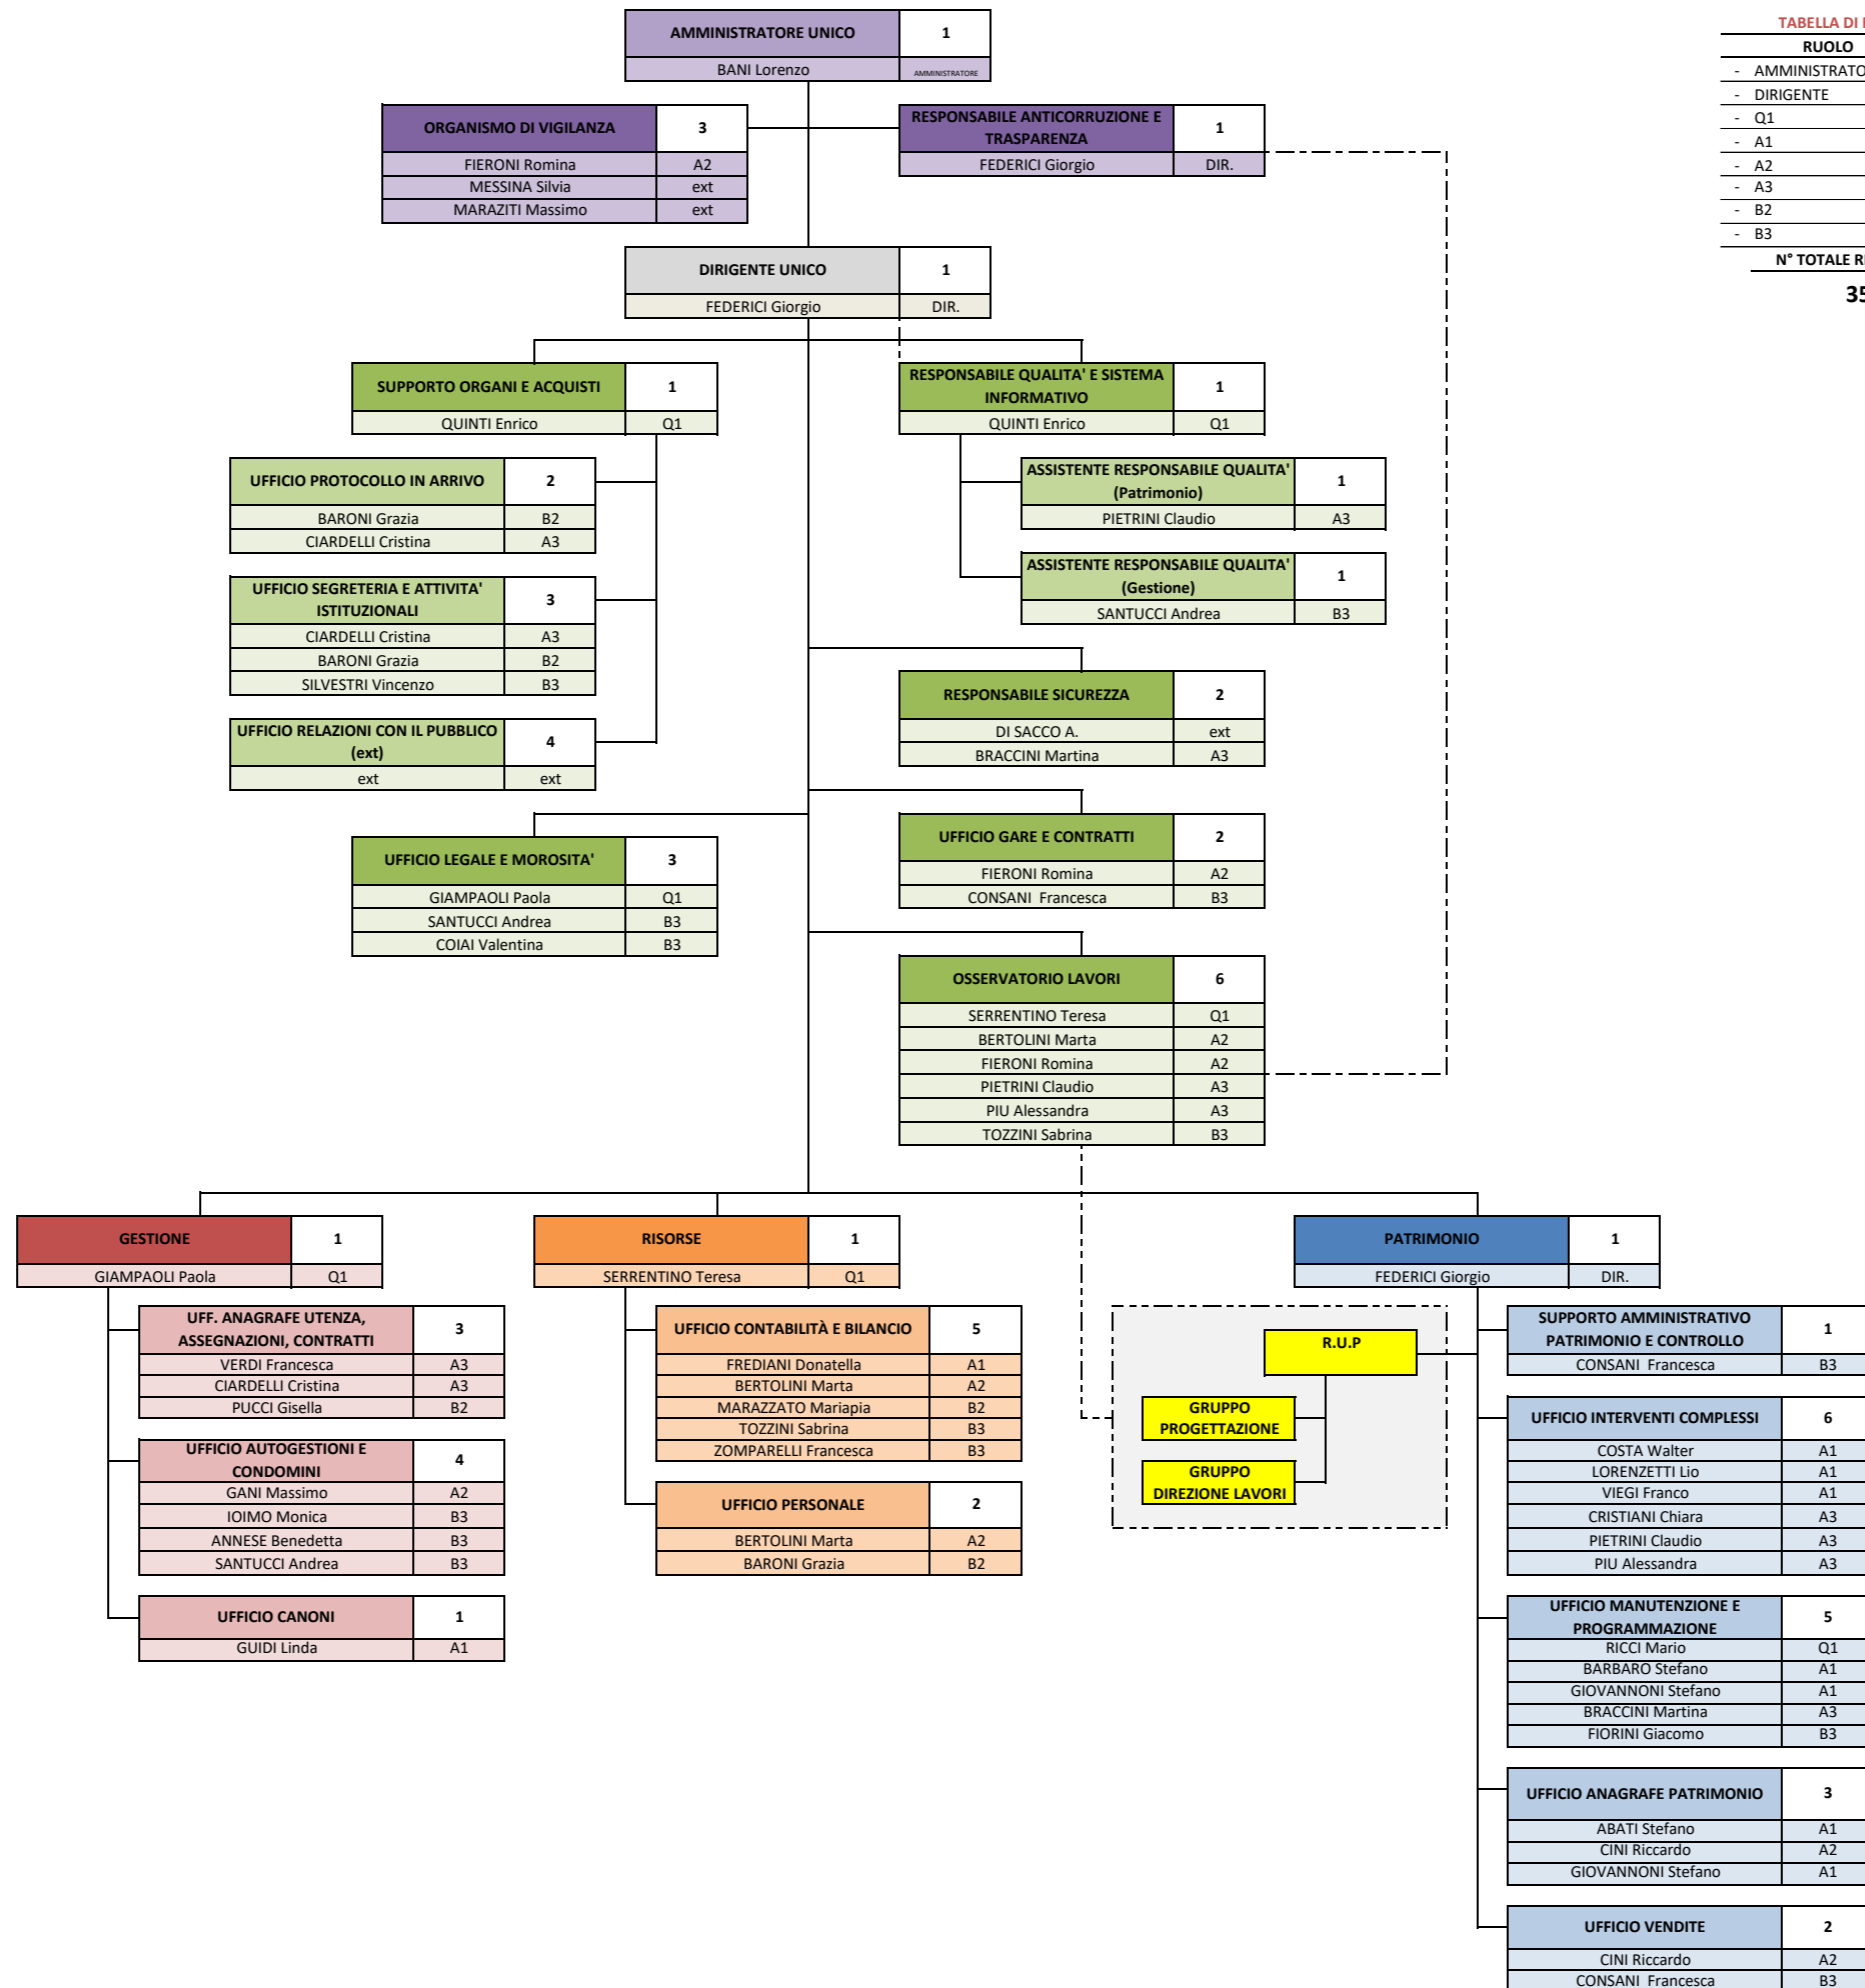 AMMINISTRATORE UNICO 1
BANI Lorenzo AMMINISTRATORE
TABELLA DI
RUOLO
- AMMINISTRATO
- DIRIGENTE
- Q1
- A1
- A2
- A3
- B2
- B3
N° TOTALE
35
ORGANISMO DI VIGILANZA 3
FIERONI Romina A2
MESSINA Silvia ext
MARAZITI Massimo ext
RESPONSABILE ANTICORRUZIONE E
TRASPARENZA 1
FEDERICI Giorgio DIR.
DIRIGENTE UNICO 1
FEDERICI Giorgio DIR.
SUPPORTO ORGANI E ACQUISTI 1
QUINTI Enrico Q1
RESPONSABILE QUALITA' E SISTEMA
INFORMATIVO 1
QUINTI Enrico Q1
UFFICIO PROTOCOLLO IN ARRIVO 2
BARONI Grazia B2
CIARDELLI Cristina A3
ASSISTENTE RESPONSABILE QUALITA'
(Patrimonio) 1
PIETRINI Claudio A3
UFFICIO SEGRETERIA E ATTIVITA'
ISTITUZIONALI 3
CIARDELLI Cristina A3
BARONI Grazia B2
SILVESTRI Vincenzo B3
ASSISTENTE RESPONSABILE QUALITA'
(Gestione) 1
SANTUCCI Andrea B3
UFFICIO RELAZIONI CON IL PUBBLICO
(ext) 4
ext ext
RESPONSABILE SICUREZZA 2
DI SACCO A. ext
BRACCINI Martina A3
UFFICIO LEGALE E MOROSITA' 3
GIAMPAOLI Paola Q1
SANTUCCI Andrea B3
COIAI Valentina B3
UFFICIO GARE E CONTRATTI 2
FIERONI Romina A2
CONSANI Francesca B3
OSSERVATORIO LAVORI 6
SERRENTINO Teresa Q1
BERTOLINI Marta A2
FIERONI Romina A2
PIETRINI Claudio A3
PIU Alessandra A3
TOZZINI Sabrina B3
GESTIONE 1
GIAMPAOLI Paola Q1
UFF. ANAGRAFE UTENZA,
ASSEGNAZIONI, CONTRATTI 3
VERDI Francesca A3
CIARDELLI Cristina A3
PUCCI Gisella B2
UFFICIO AUTOGESTIONI E
CONDOMINI 4
GANI Massimo A2
IOIMO Monica B3
ANNESE Benedetta B3
SANTUCCI Andrea B3
UFFICIO CANONI 1
GUIDI Linda A1
RISORSE 1
SERRENTINO Teresa Q1
UFFICIO CONTABILITÀ E BILANCIO 5
FREDIANI Donatella A1
BERTOLINI Marta A2
MARAZZATO Mariapia B2
TOZZINI Sabrina B3
ZOMPARELLI Francesca B3
UFFICIO PERSONALE 2
BERTOLINI Marta A2
BARONI Grazia B2
PATRIMONIO 1
FEDERICI Giorgio DIR.
R.U.P
GRUPPO
PROGETTAZIONE
GRUPPO
DIREZIONE LAVORI
SUPPORTO AMMINISTRATIVO
PATRIMONIO E CONTROLLO 1
CONSANI Francesca B3
UFFICIO INTERVENTI COMPLESSI 6
COSTA Walter A1
LORENZETTI Lio A1
VIEGI Franco A1
CRISTIANI Chiara A3
PIETRINI Claudio A3
PIU Alessandra A3
UFFICIO MANUTENZIONE E
PROGRAMMAZIONE 5
RICCI Mario Q1
BARBARO Stefano A1
GIOVANNONI Stefano A1
BRACCINI Martina A3
FIORINI Giacomo B3
UFFICIO ANAGRAFE PATRIMONIO 3
ABATI Stefano A1
CINI Riccardo A2
GIOVANNONI Stefano A1
UFFICIO VENDITE 2
CINI Riccardo A2
CONSANI Francesca B3